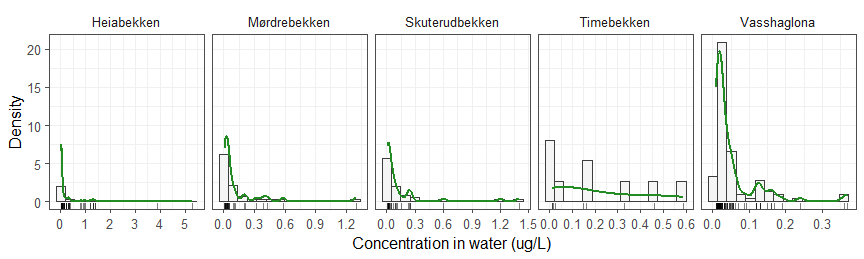 Heiabekken Mørdrebekken Skuterudbekken Timebekken Vasshaglona
Density
20
15
10
5
0
0 1 2 3 4 5 0.0 0.3 0.6 0.9 1.2 0.0 0.3 0.6 0.9 1.2 1.5 0.0 0.1 0.2 0.3 0.4 0.5 0.6 0.0 0.1 0.2 0.3
Concentration in water (ug/L)